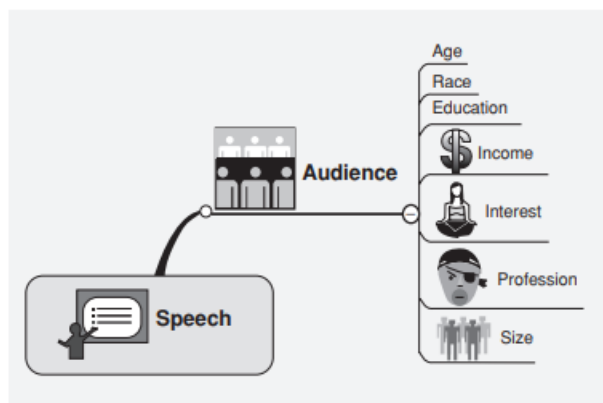 Age
Race
Education
Income
Audience
Interest
Profession
Speech
Size